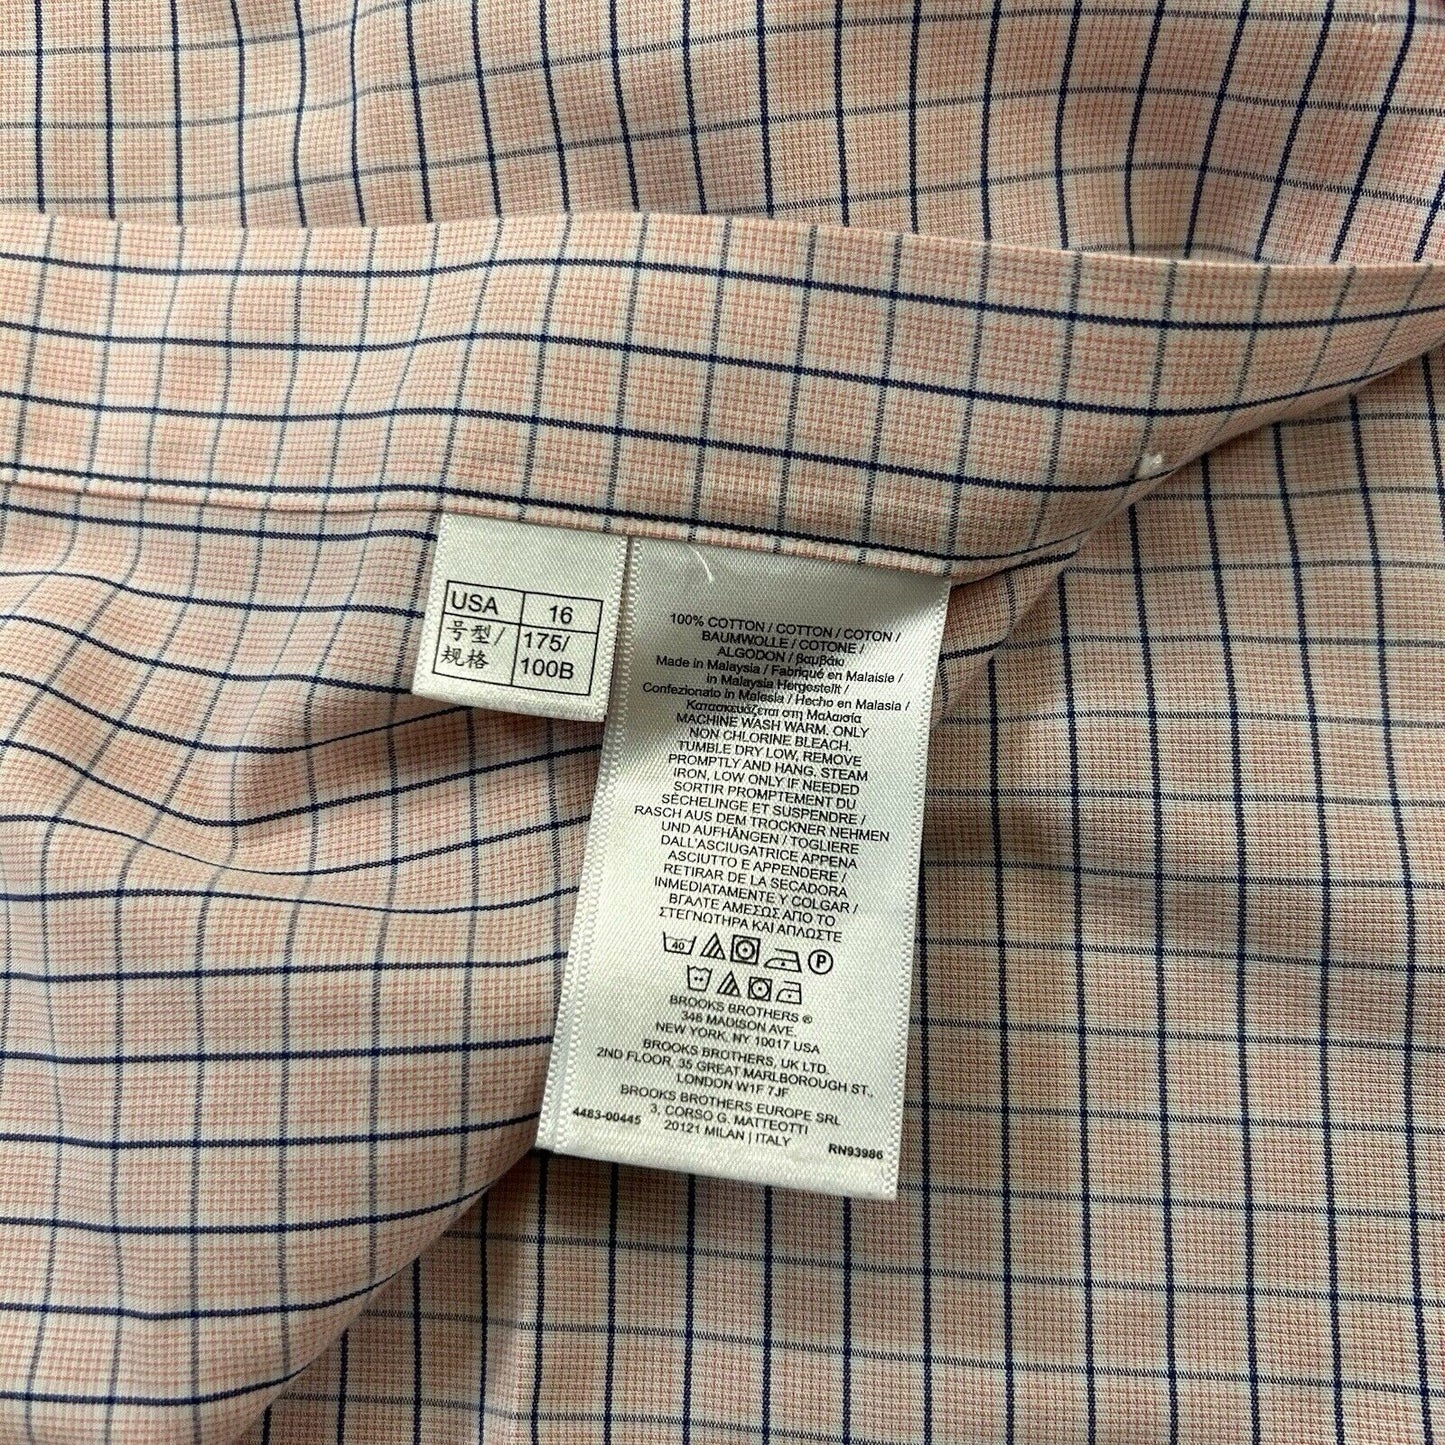 USA 16
号型/ 175/
规格 100B
100% COTTON / COTTON / COTON /
BAUMWOLLE / COTONE /
ALGODON / βαμβάκι
Made in Malaysia / Fabriqué en Malaisie /
in Malaysia Hergestellt /
Confezionato in Malesia / Hecho en Malasia /
Κατασκευάζεται στη Μαλαισία
MACHINE WASH WARM. ONLY
NON CHLORINE BLEACH.
TUMBLE DRY LOW, REMOVE
PROMPTLY AND HANG. STEAM
IRON, LOW ONLY IF NEEDED
SORTIR PROMPTEMENT DU
SÈCHELINGE ET SUSPENDRE /
RASCH AUS DEM TROCKNER NEHMEN
UND AUFHÄNGEN / TOGLIERE
DALL'ASCIUGATRICE APPENA
ASCIUTTO E APPENDERE /
RETIRAR DE LA SECADORA
INMEDIATAMENTE Y COLGAR /
ΒΓΑΛΤΕ ΑΜΕΣΩΣ ΑΠΟ ΤΟ
ΣΤΕΓΝΩΤΗΡΑ ΚΑΙ ΑΠΛΩΣΤΕ
40 P
BROOKS BROTHERS ®
346 MADISON AVE.
NEW YORK, NY 10017 USA
BROOKS BROTHERS, UK LTD.
2ND FLOOR, 35 GREAT MARLBOROUGH ST.,
LONDON W1F 7JF
BROOKS BROTHERS EUROPE SRL
3, CORSO G. MATTEOTTI
20121 MILAN | ITALY
4483-00445
RN93986